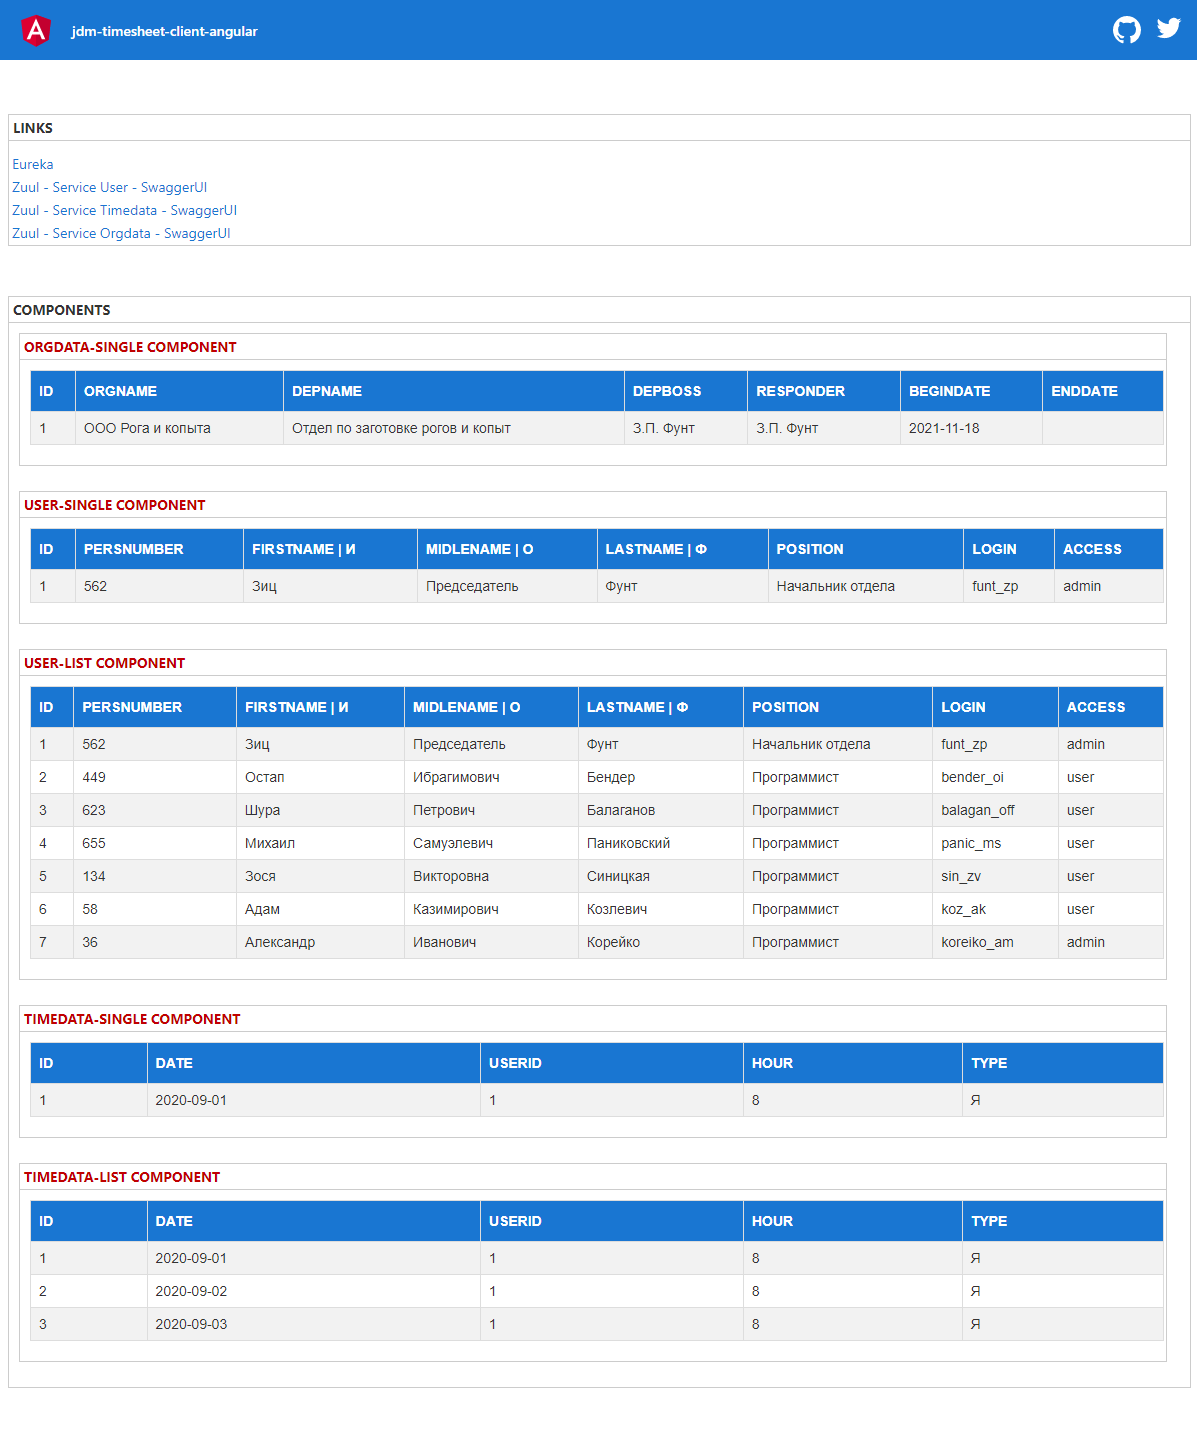 jdm-timesheet-client-angular
LINKS
Eureka
Zuul - Service User - SwaggerUI
Zuul - Service Timedata - SwaggerUI
Zuul - Service Orgdata - SwaggerUI
COMPONENTS
ORGDATA-SINGLE COMPONENT
ID ORGNAME DEPNAME DEPBOSS RESPONDER BEGINDATE ENDDATE
1 ООО Рога и копыта Отдел по заготовке рогов и копыт З.П. Фунт З.П. Фунт 2021-11-18
USER-SINGLE COMPONENT
ID PERSNUMBER FIRSTNAME | И MIDLENAME | О LASTNAME | Ф POSITION LOGIN ACCESS
1 562 Зиц Председатель Фунт Начальник отдела funt_zp admin
USER-LIST COMPONENT
ID PERSNUMBER FIRSTNAME | И MIDLENAME | О LASTNAME | Ф POSITION LOGIN ACCESS
1 562 Зиц Председатель Фунт Начальник отдела funt_zp admin
2 449 Остап Ибрагимович Бендер Программист bender_oi user
3 623 Шура Петрович Балаганов Программист balagan_off user
4 655 Михаил Самуэлевич Паниковский Программист panic_ms user
5 134 Зося Викторовна Синицкая Программист sin_zv user
6 58 Адам Казимирович Козлевич Программист koz_ak user
7 36 Александр Иванович Корейко Программист koreiko_am admin
TIMEDATA-SINGLE COMPONENT
ID DATE USERID HOUR TYPE
1 2020-09-01 1 8 Я
TIMEDATA-LIST COMPONENT
ID DATE USERID HOUR TYPE
1 2020-09-01 1 8 Я
2 2020-09-02 1 8 Я
3 2020-09-03 1 8 Я